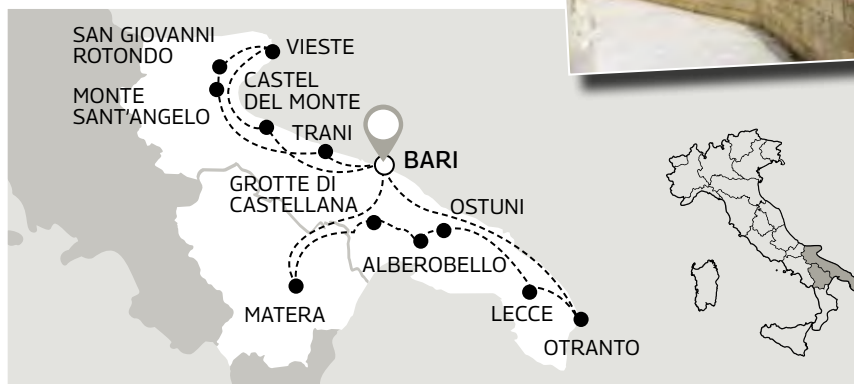 SAN GIOVANNI
ROTONDO
VIESTE
MONTE
SANT'ANGELO
CASTEL
DEL MONTE
TRANI
BARI
GROTTE DI
CASTELLANA
OSTUNI
ALBEROBELLO
MATERA
LECCE
OTRANTO